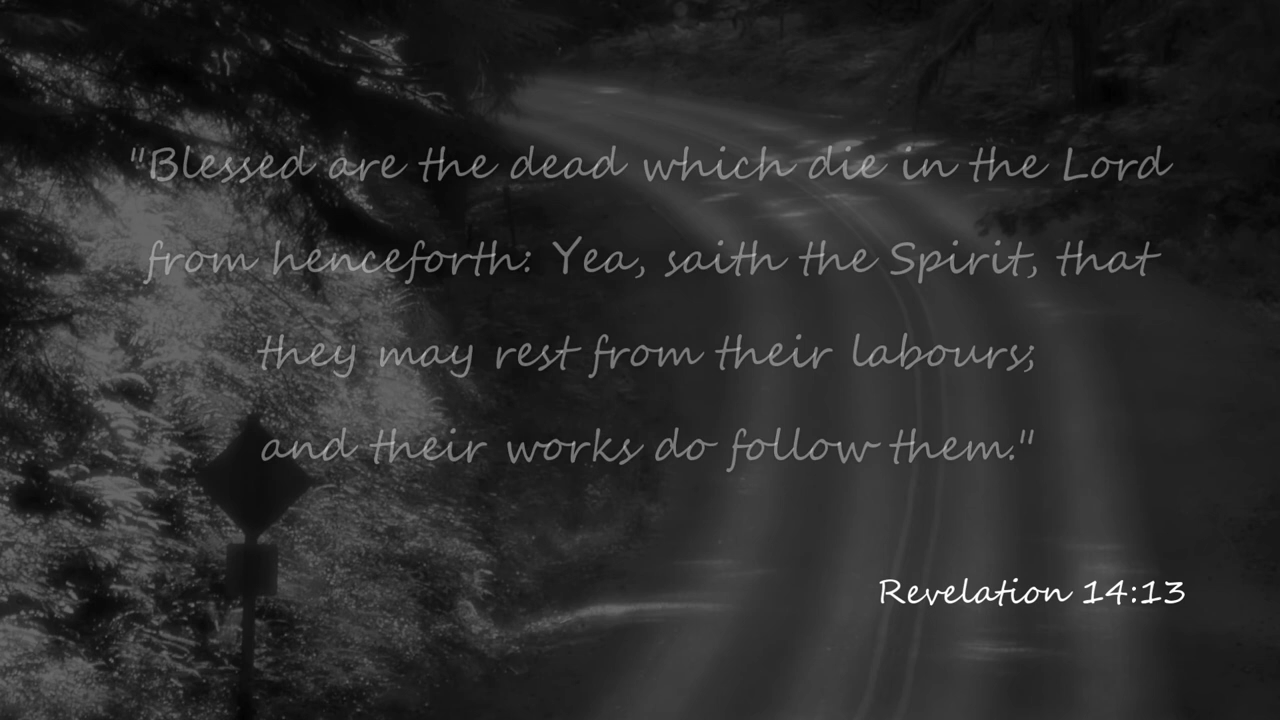 "Blessed are the dead which die in the Lord
from henceforth: Yea, saith the Spirit, that
they may rest from their labours;
and their works do follow them."
Revelation 14:13